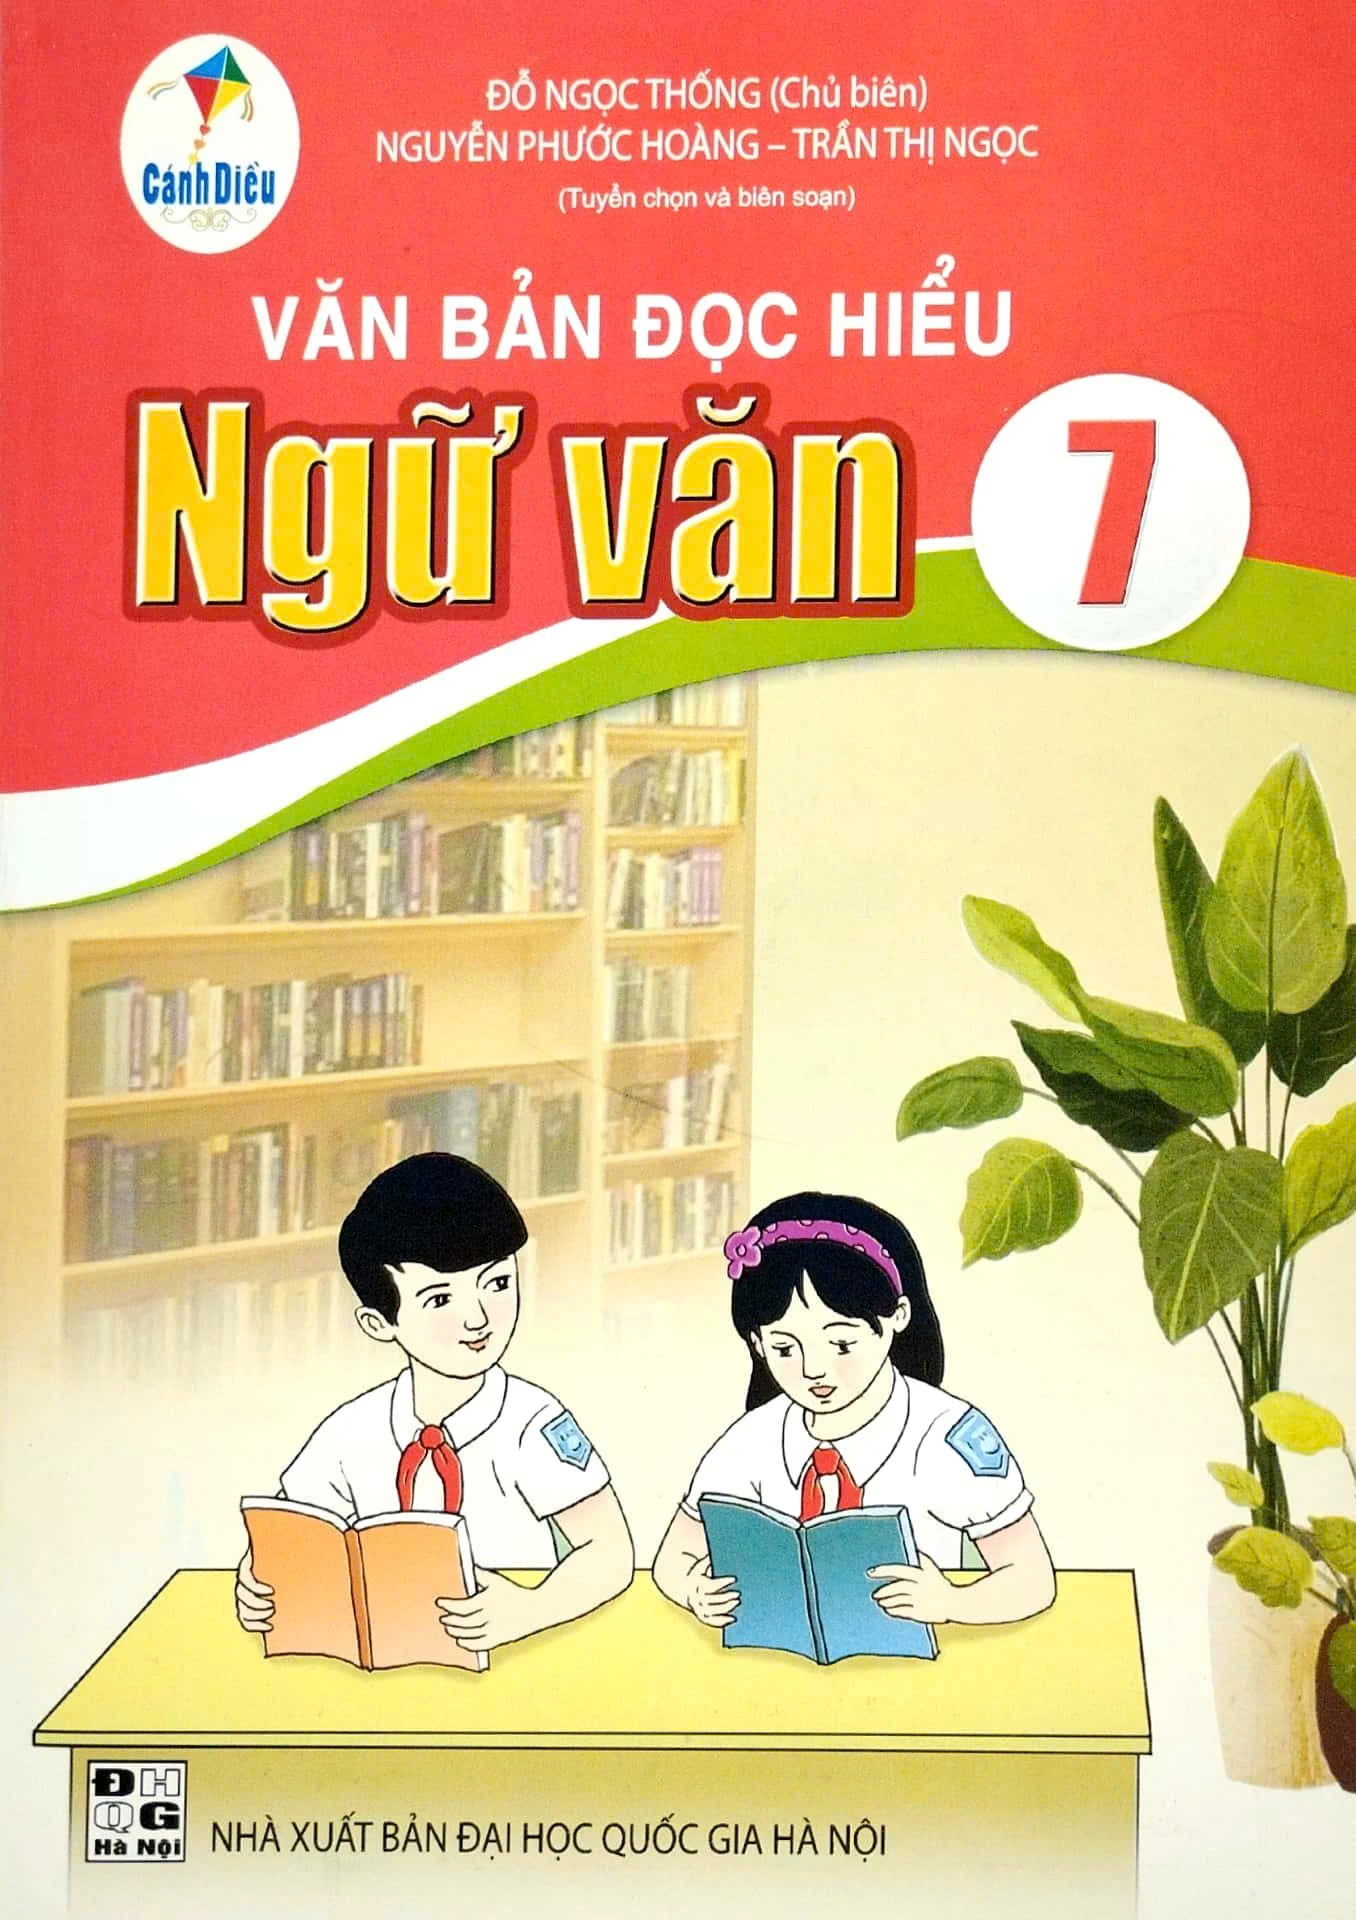 Cánh Diều
ĐỖ NGỌC THỐNG (Chủ biên)
NGUYỄN PHƯỚC HOÀNG – TRẦN THỊ NGỌC
(Tuyển chọn và biên soạn)
VĂN BẢN ĐỌC HIỂU
Ngữ văn 7
ĐH
QG
Hà Nội
NHÀ XUẤT BẢN ĐẠI HỌC QUỐC GIA HÀ NỘI